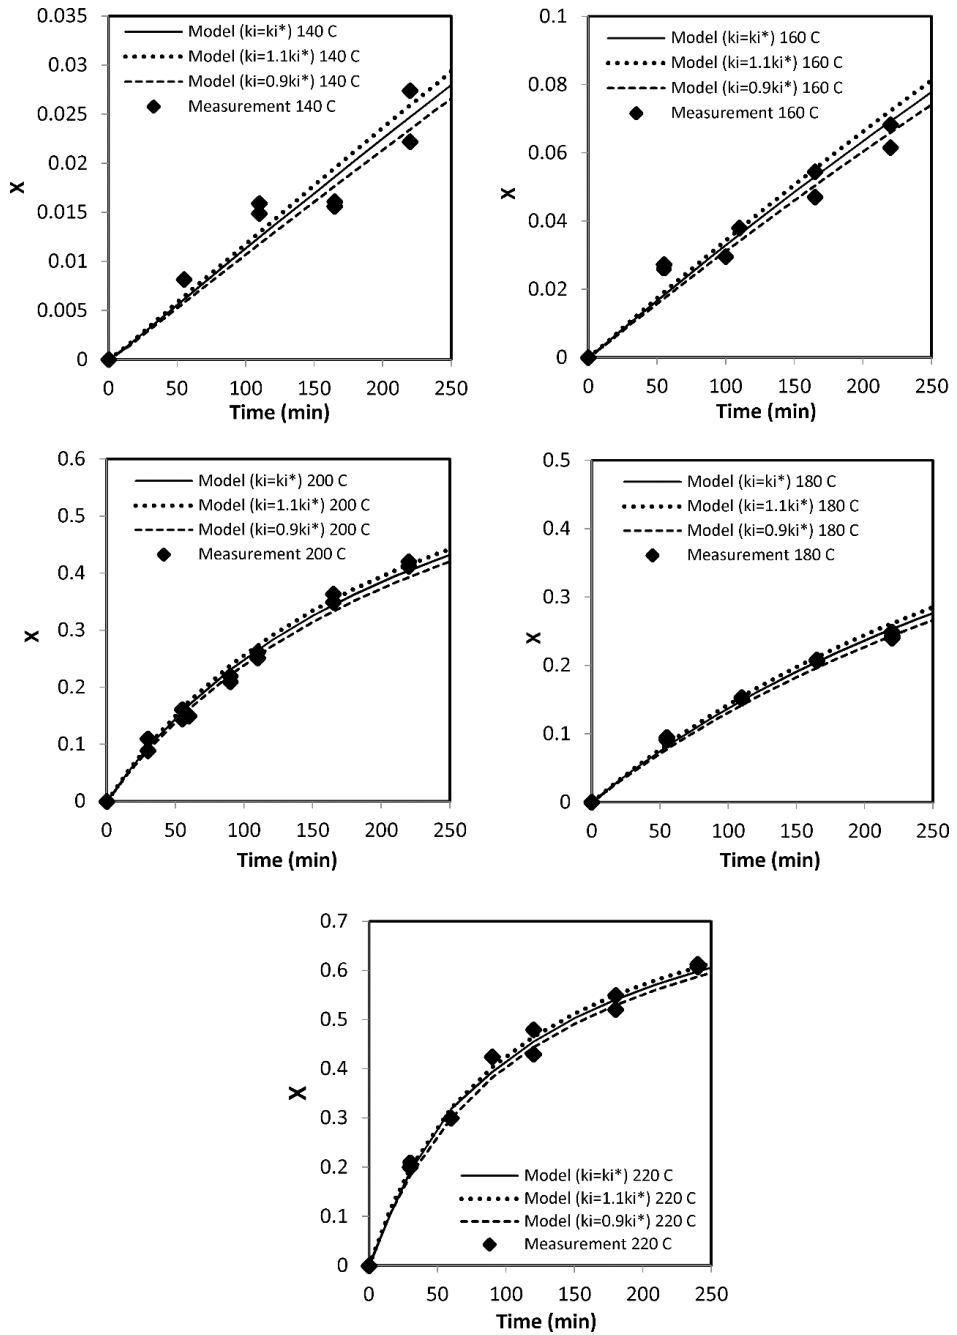 0.035
0.03
0.025
0.02
0.015
0.01
0.005
0
X
Model (ki=ki*) 140 C
Model (ki=1.1ki*) 140 C
Model (ki=0.9ki*) 140 C
Measurement 140 C
0 50 100 150 200 250
Time (min)
0.1
0.08
0.06
0.04
0.02
0
X
Model (ki=ki*) 160 C
Model (ki=1.1ki*) 160 C
Model (ki=0.9ki*) 160 C
Measurement 160 C
0 50 100 150 200 250
Time (min)
0.6
0.5
0.4
0.3
0.2
0.1
0
X
Model (ki=ki*) 200 C
Model (ki=1.1ki*) 200 C
Model (ki=0.9ki*) 200 C
Measurement 200 C
0 50 100 150 200 250
Time (min)
0.5
0.4
0.3
0.2
0.1
0
X
Model (ki=ki*) 180 C
Model (ki=1.1ki*) 180 C
Model (ki=0.9ki*) 180 C
Measurement 180 C
0 50 100 150 200 250
Time (min)
0.7
0.6
0.5
0.4
0.3
0.2
0.1
0
X
Model (ki=ki*) 220 C
Model (ki=1.1ki*) 220 C
Model (ki=0.9ki*) 220 C
Measurement 220 C
0 50 100 150 200 250
Time (min)